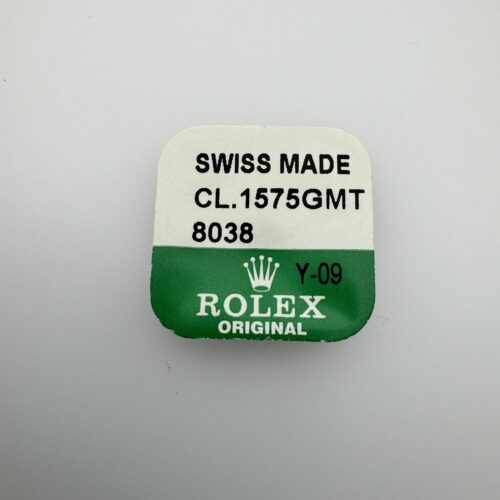 SWISS MADE
CL.1575GMT
8038
Y-09
ROLEX
ORIGINAL